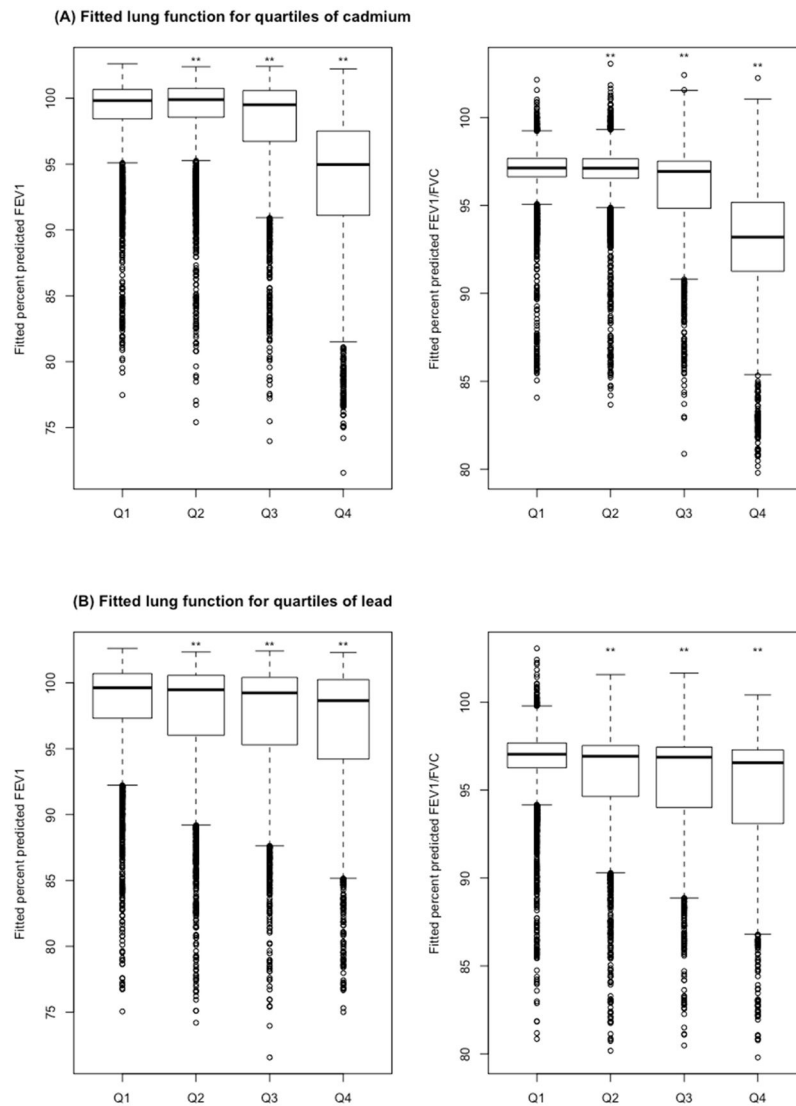 (A) Fitted lung function for quartiles of cadmium
** ** **
100
95
90
85
80
75
Fitted percent predicted FEV1
Q1 Q2 Q3 Q4
** ** **
100
95
90
85
80
Fitted percent predicted FEV1/FVC
Q1 Q2 Q3 Q4
(B) Fitted lung function for quartiles of lead
** ** **
100
95
90
85
80
75
Fitted percent predicted FEV1
Q1 Q2 Q3 Q4
** ** **
100
95
90
85
80
Fitted percent predicted FEV1/FVC
Q1 Q2 Q3 Q4